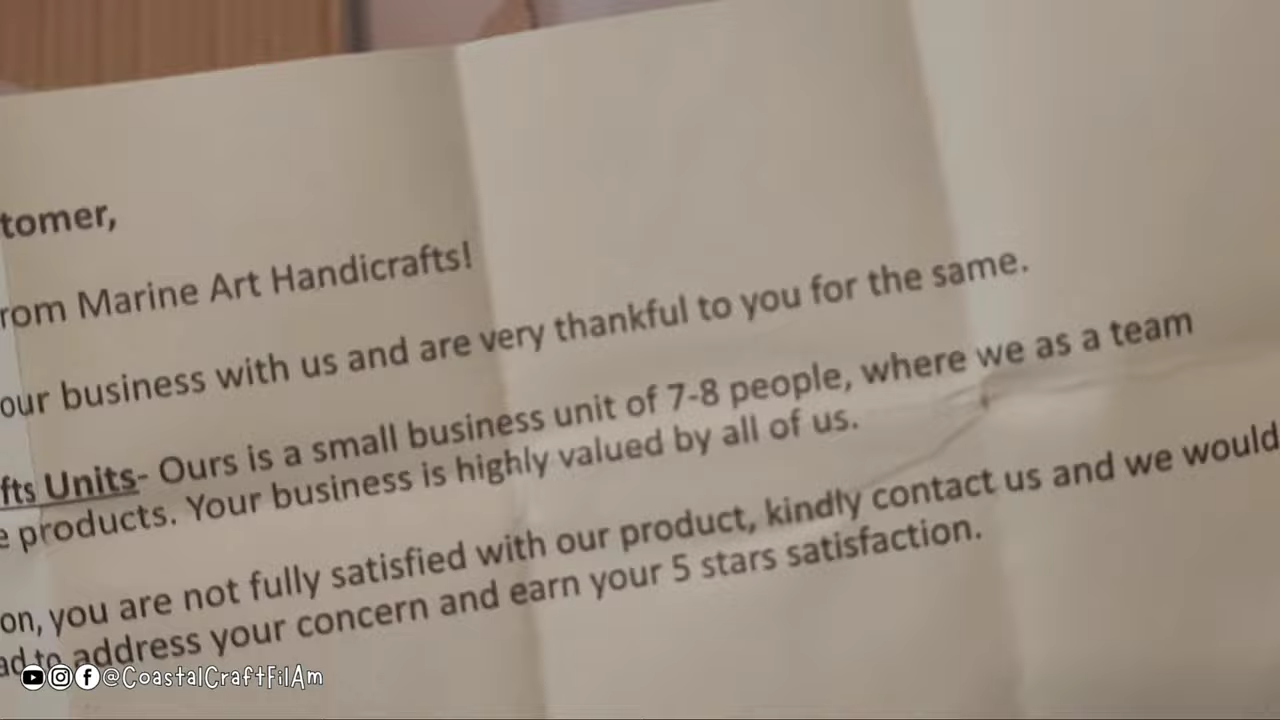 tomer,
rom Marine Art Handicrafts!
our business with us and are very thankful to you for the same.
fts Units- Ours is a small business unit of 7-8 people, where we as a team
e products. Your business is highly valued by all of us.
on, you are not fully satisfied with our product, kindly contact us and we would
ad to address your concern and earn your 5 stars satisfaction.
@CoastalCraftFilAm